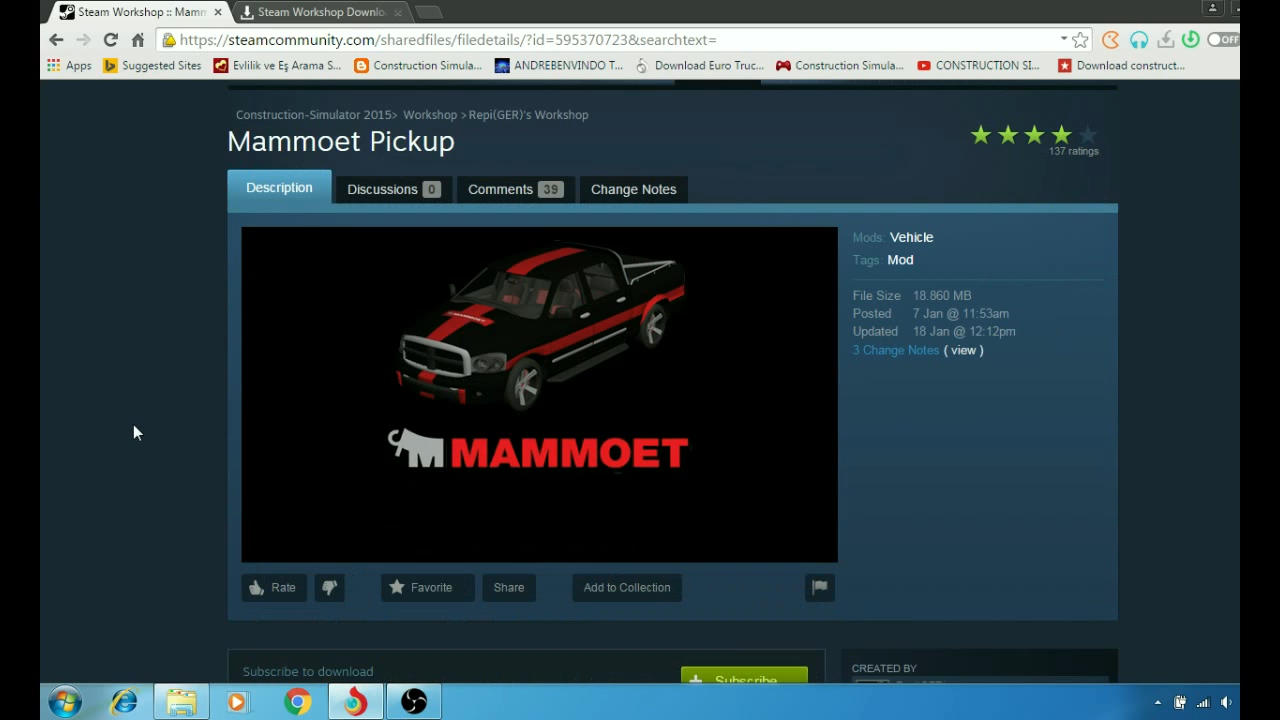 Steam Workshop :: Mamm
Steam Workshop Downlo
https://steamcommunity.com/sharedfiles/filedetails/?id=595370723&searchtext=
OFF
Apps
Suggested Sites
Evlilik ve Eş Arama S...
Construction Simula...
ANDREBENVINDO T...
Download Euro Truc...
Construction Simula...
CONSTRUCTION SI...
Download construct...
Construction-Simulator 2015> Workshop > Repi(GER)'s Workshop
Mammoet Pickup
137 ratings
Description
Discussions 0
Comments 39
Change Notes
Mods: Vehicle
Tags: Mod
File Size 18.860 MB
Posted 7 Jan @ 11:53am
Updated 18 Jan @ 12:12pm
3 Change Notes ( view )
MAMMOET
MAMMOET
Rate
Favorite
Share
Add to Collection
Subscribe to download
Subscribe
CREATED BY